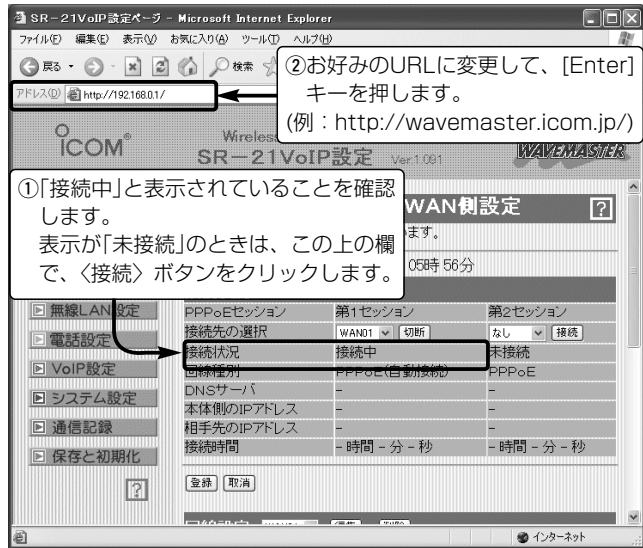 SR-21VoIP設定ページ - Microsoft Internet Explorer
ファイル(F) 編集(E) 表示(V) お気に入り(A) ツール(T) ヘルプ(H)
戻る 検索
アドレス(D) http://192.168.0.1/
②お好みのURLに変更して、[Enter]
キーを押します。
(例：http://wavemaster.icom.jp/)
ICOM®
SR-21VoIP設定 Ver1.091
WAVEMASTER
①「接続中」と表示されていることを確認
します。
表示が「未接続」のときは、この上の欄
で、〈接続〉ボタンをクリックします。
WAN側設定 ?
ます。
05時 56分
無線LAN設定
電話設定
VoIP設定
システム設定
通信記録
保存と初期化
?
PPPoEセッション 第1セッション 第2セッション
接続先の選択 WAN01 切断 なし 接続
接続状況 接続中 未接続
回線種別 PPPoE(自動接続) PPPoE
DNSサーバ - -
本体側のIPアドレス - -
相手先のIPアドレス - -
接続時間 - 時間 - 分 - 秒 - 時間 - 分 - 秒
登録 取消
インターネット